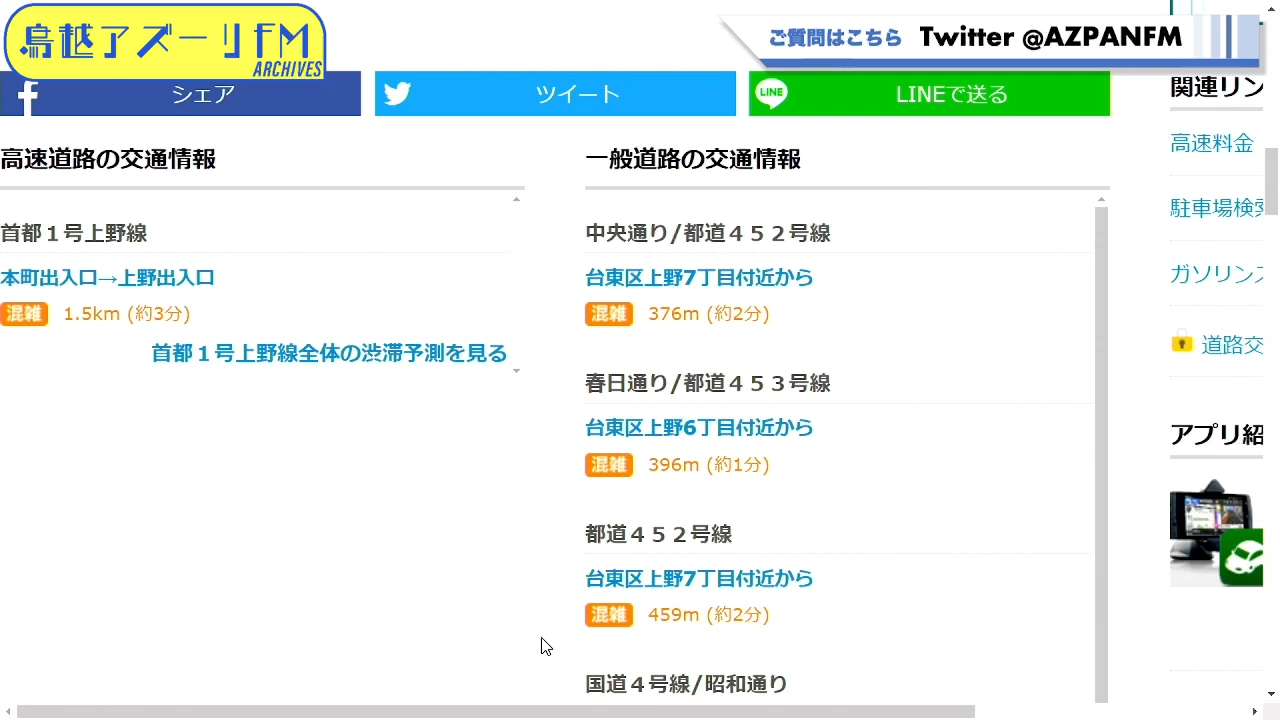 鳥越アズーリFM
ARCHIVES
ご質問はこちら Twitter @AZPANFM
シェア
ツイート
LINE
LINEで送る
関連リン
高速料金
駐車場検索
ガソリンス
道路交
アプリ紹
高速道路の交通情報
首都１号上野線
本町出入口→上野出入口
混雑 1.5km (約3分)
首都１号上野線全体の渋滞予測を見る
一般道路の交通情報
中央通り/都道４５２号線
台東区上野7丁目付近から
混雑 376m (約2分)
春日通り/都道４５３号線
台東区上野6丁目付近から
混雑 396m (約1分)
都道４５２号線
台東区上野7丁目付近から
混雑 459m (約2分)
国道４号線/昭和通り